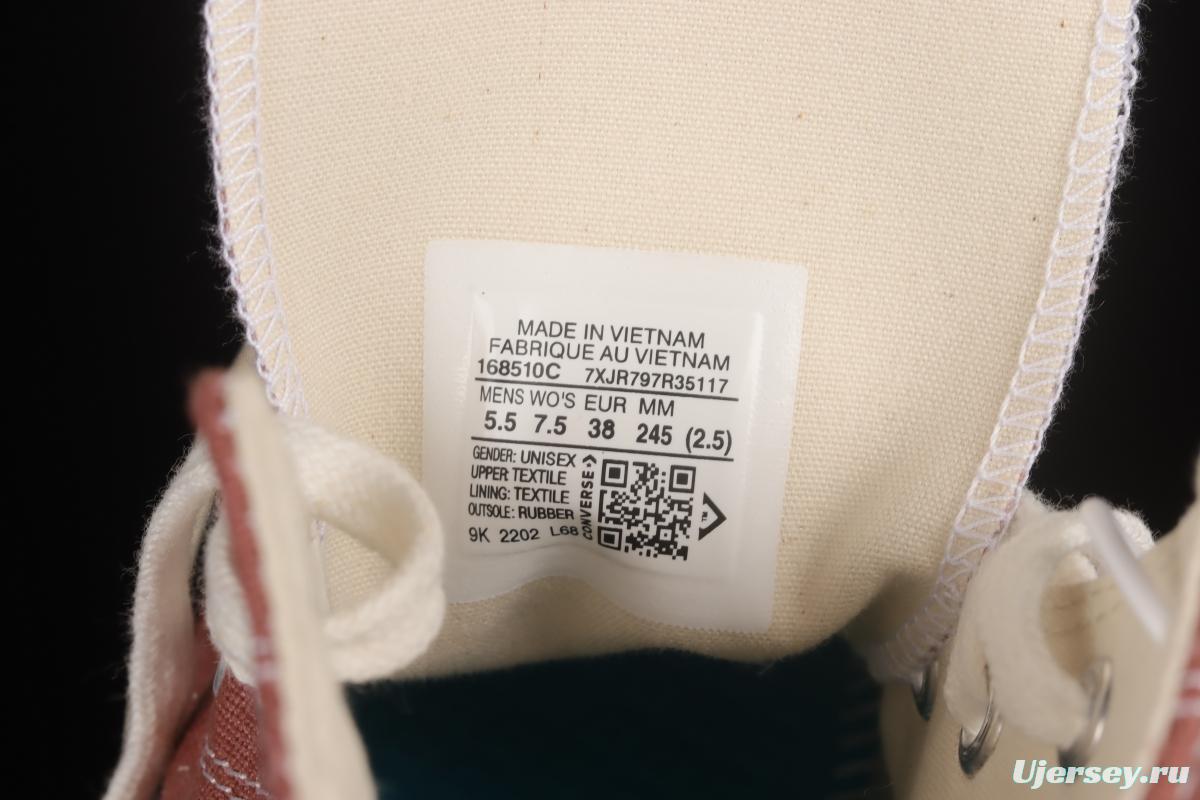 MADE IN VIETNAM
FABRIQUE AU VIETNAM
168510C 7XJR797R35117
MENS WO'S EUR MM
5.5 7.5 38 245 (2.5)
GENDER: UNISEX
UPPER TEXTILE
LINING: TEXTILE
OUTSOLE: RUBBER
9K 2202 L68
CONVERSE
Ujersey.ru